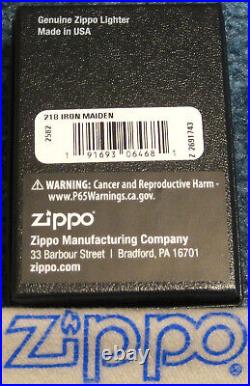 Genuine Zippo Lighter
Made in USA
218 IRON MAIDEN
2582
1 91693 06468 1
Z 2691743
⚠ WARNING: Cancer and Reproductive Harm -
www.P65Warnings.ca.gov.
zippo
Zippo Manufacturing Company
33 Barbour Street | Bradford, PA 16701
zippo.com
zippo